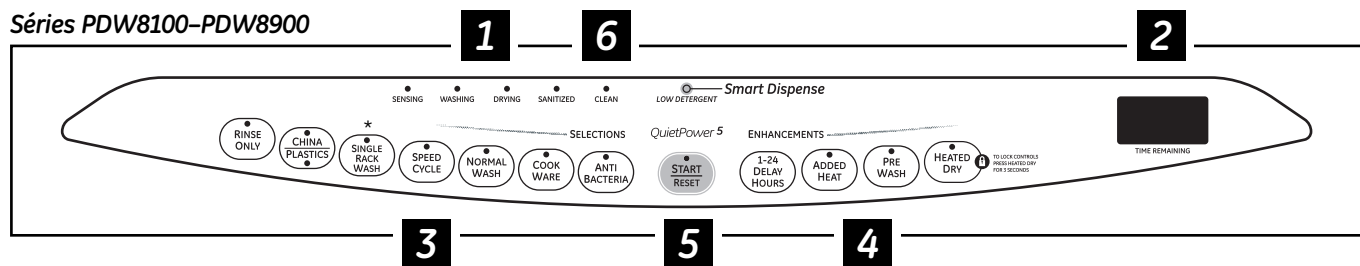 Séries PDW8100–PDW8900
1
6
2
SENSING
WASHING
DRYING
SANITIZED
CLEAN
LOW DETERGENT
Smart Dispense
*
SELECTIONS
QuietPower 5
ENHANCEMENTS
TIME REMAINING
RINSE
ONLY
CHINA
PLASTICS
SINGLE
RACK
WASH
SPEED
CYCLE
NORMAL
WASH
COOK
WARE
ANTI
BACTERIA
START
RESET
1-24
DELAY
HOURS
ADDED
HEAT
PRE
WASH
HEATED
DRY
TO LOCK CONTROLS
PRESS HEATED DRY
FOR 3 SECONDS
3
5
4